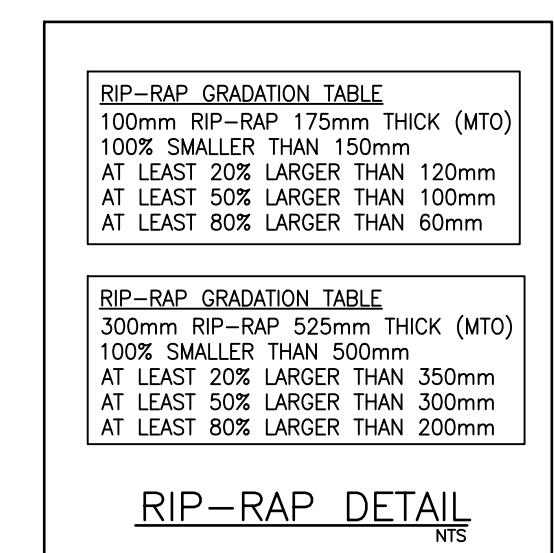 RIP-RAP GRADATION TABLE
100mm RIP-RAP 175mm THICK (MTO)
100% SMALLER THAN 150mm
AT LEAST 20% LARGER THAN 120mm
AT LEAST 50% LARGER THAN 100mm
AT LEAST 80% LARGER THAN 60mm
RIP-RAP GRADATION TABLE
300mm RIP-RAP 525mm THICK (MTO)
100% SMALLER THAN 500mm
AT LEAST 20% LARGER THAN 350mm
AT LEAST 50% LARGER THAN 300mm
AT LEAST 80% LARGER THAN 200mm
RIP-RAP DETAIL
NTS